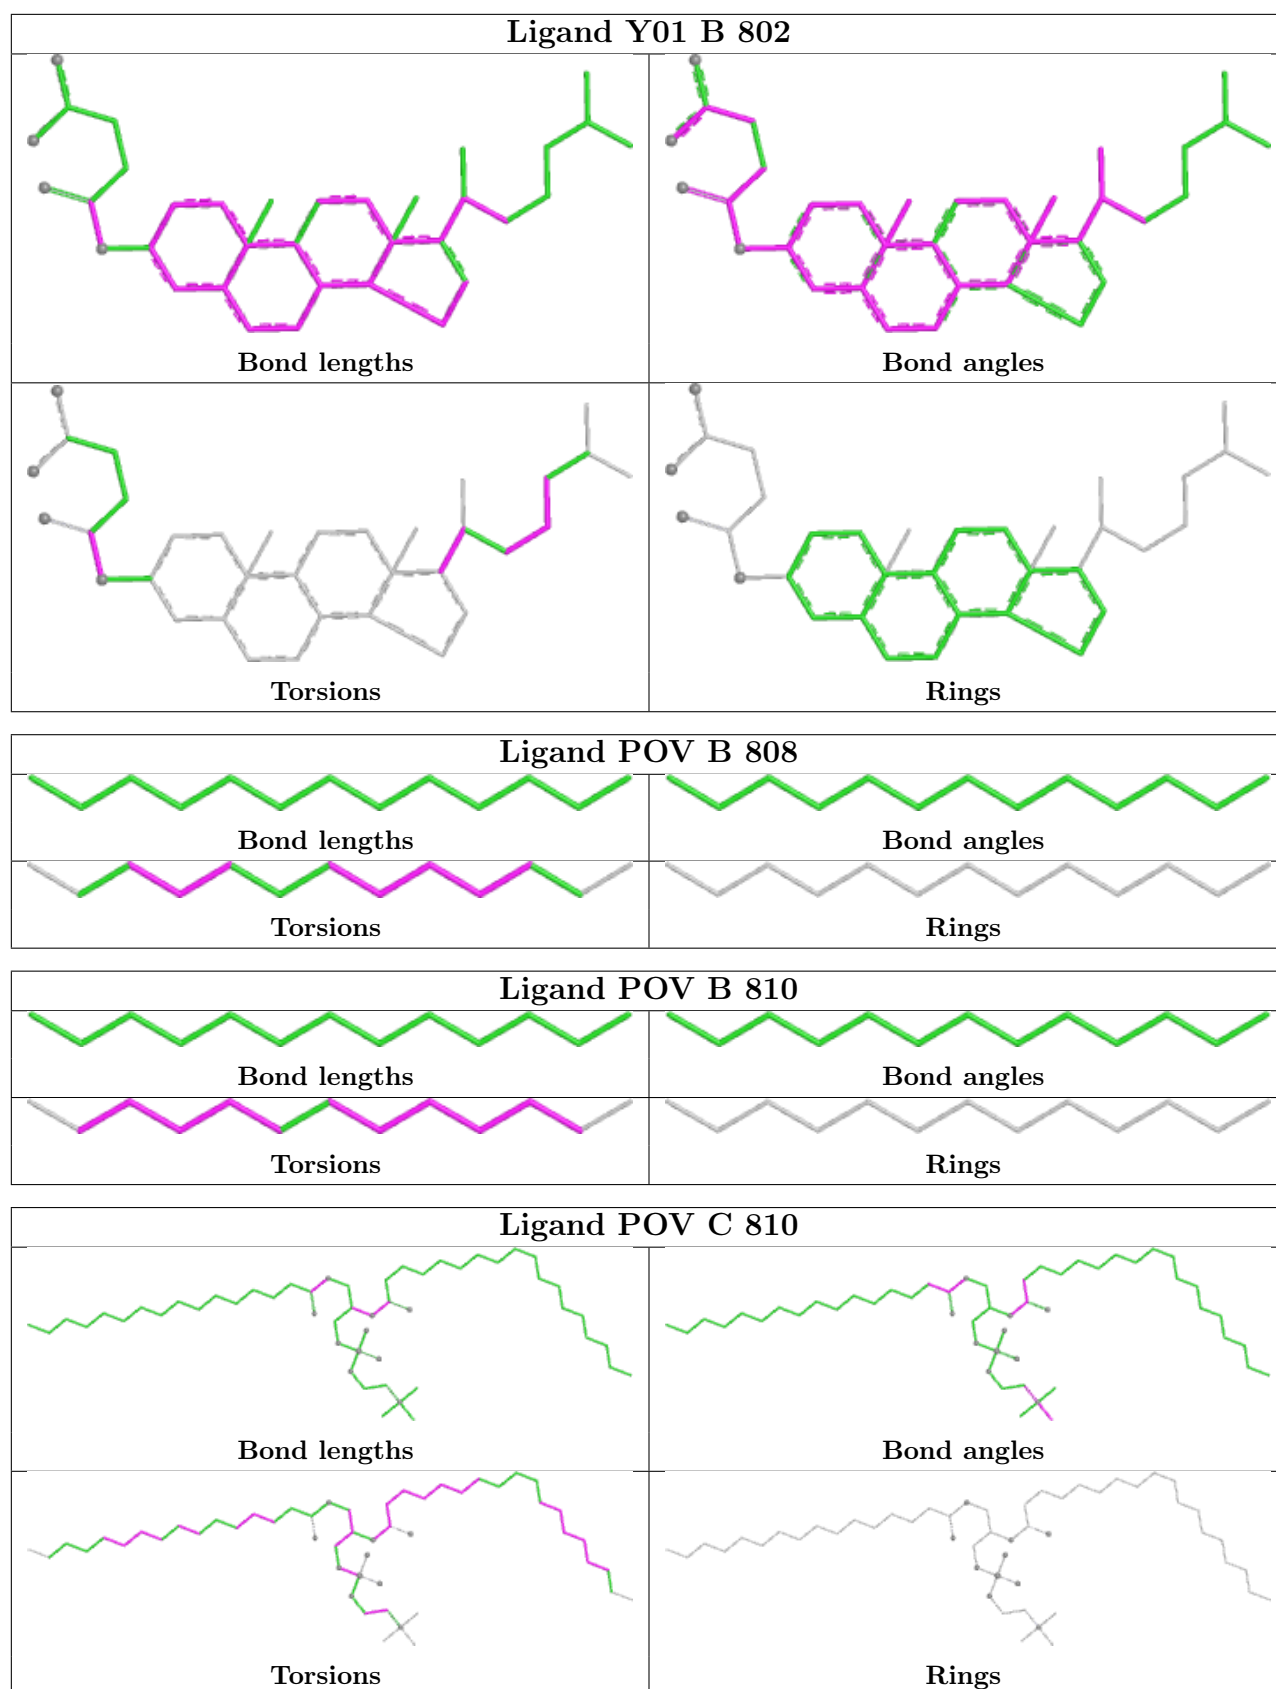 Ligand Y01 B 802
Bond lengths
Bond angles
Torsions
Rings
Ligand POV B 808
Bond lengths
Bond angles
Torsions
Rings
Ligand POV B 810
Bond lengths
Bond angles
Torsions
Rings
Ligand POV C 810
Bond lengths
Bond angles
Torsions
Rings